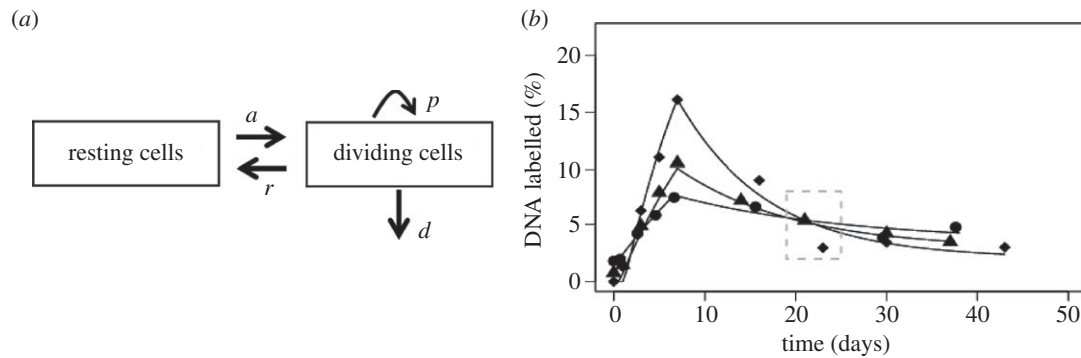 (a)
resting cells
a
r
dividing cells
p
d
(b)
DNA labelled (%)
20
15
10
5
0
0 10 20 30 40 50
time (days)